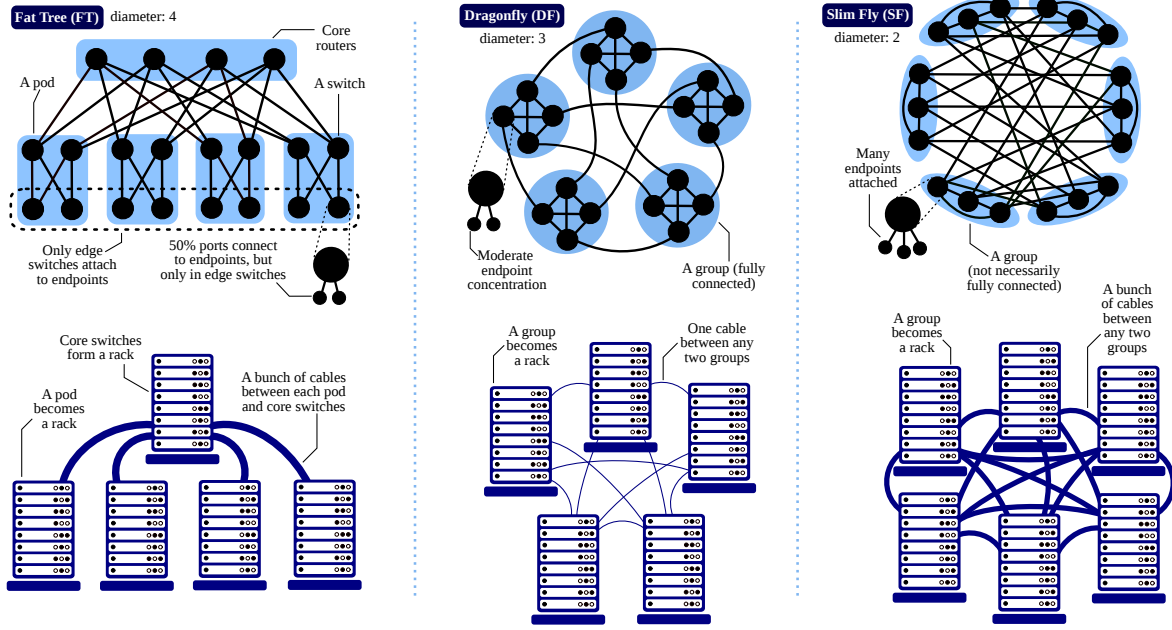 Fat Tree (FT)
diameter: 4
Core
routers
A pod
A switch
Only edge
switches attach
to endpoints
50% ports connect
to endpoints, but
only in edge switches
Core switches
form a rack
A pod
becomes
a rack
A bunch of cables
between each pod
and core switches
Dragonfly (DF)
diameter: 3
Moderate
endpoint
concentration
A group (fully
connected)
A group
becomes
a rack
One cable
between any
two groups
Slim Fly (SF)
diameter: 2
Many
endpoints
attached
A group
(not necessarily
fully connected)
A group
becomes
a rack
A bunch
of cables
between
any two
groups